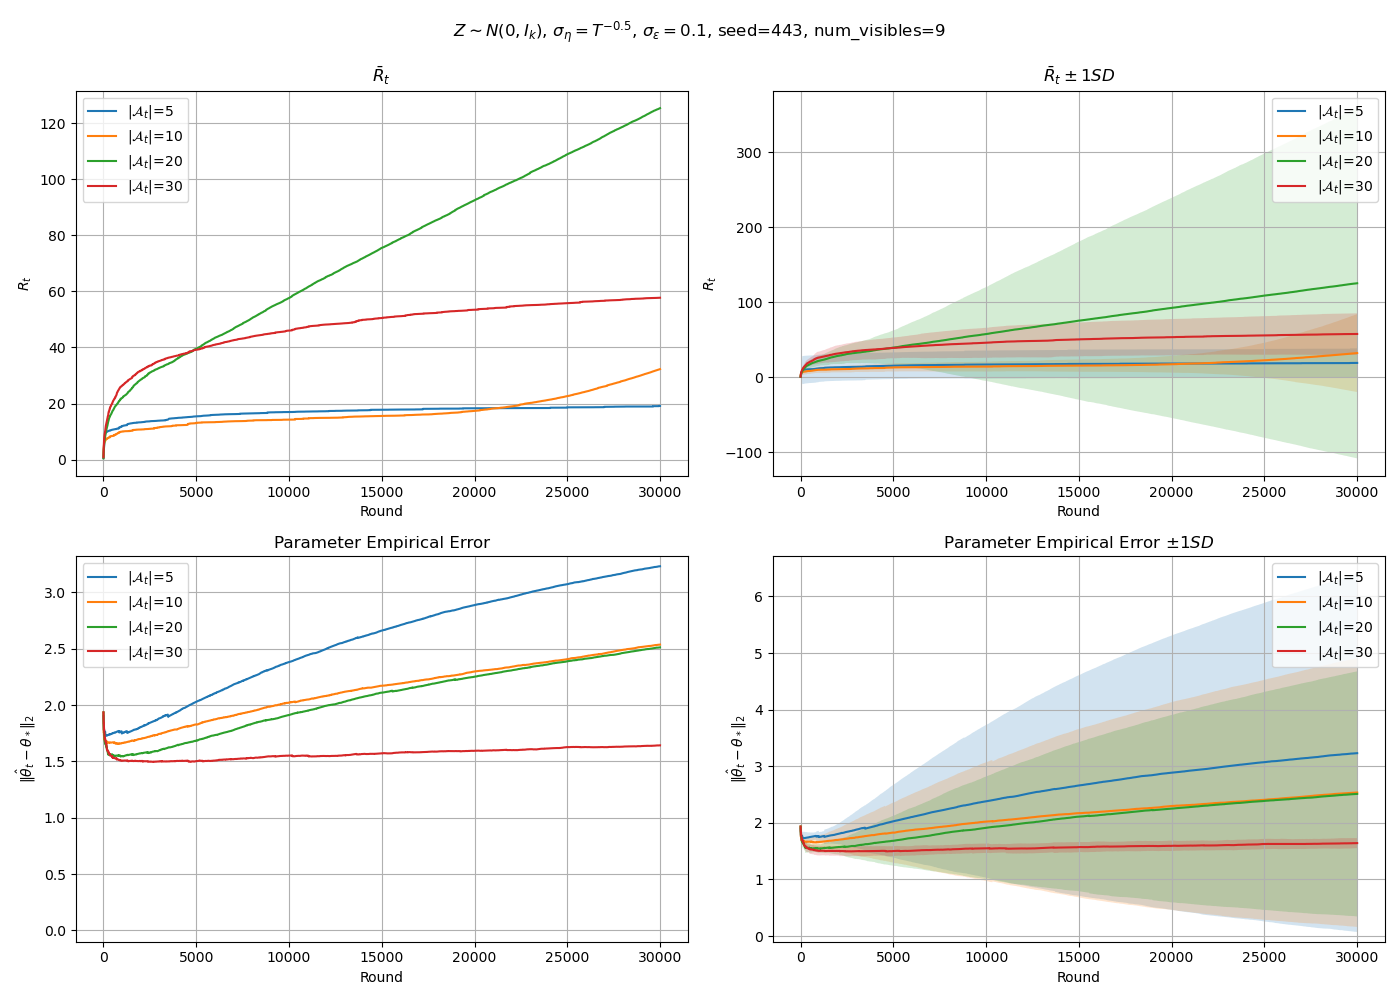 Z ∼ N(0, I_k), σ_η = T^{−0.5}, σ_ε = 0.1, seed=443, num_visibles=9
R̄_t
R_t
120
100
80
60
40
20
0
|𝒜_t|=5
|𝒜_t|=10
|𝒜_t|=20
|𝒜_t|=30
0 5000 10000 15000 20000 25000 30000
Round
R̄_t ± 1SD
R_t
300
200
100
0
−100
|𝒜_t|=5
|𝒜_t|=10
|𝒜_t|=20
|𝒜_t|=30
0 5000 10000 15000 20000 25000 30000
Round
Parameter Empirical Error
‖θ̂_t − θ_*‖_2
3.0
2.5
2.0
1.5
1.0
0.5
0.0
|𝒜_t|=5
|𝒜_t|=10
|𝒜_t|=20
|𝒜_t|=30
0 5000 10000 15000 20000 25000 30000
Round
Parameter Empirical Error ±1SD
‖θ̂_t − θ_*‖_2
6
5
4
3
2
1
0
|𝒜_t|=5
|𝒜_t|=10
|𝒜_t|=20
|𝒜_t|=30
0 5000 10000 15000 20000 25000 30000
Round